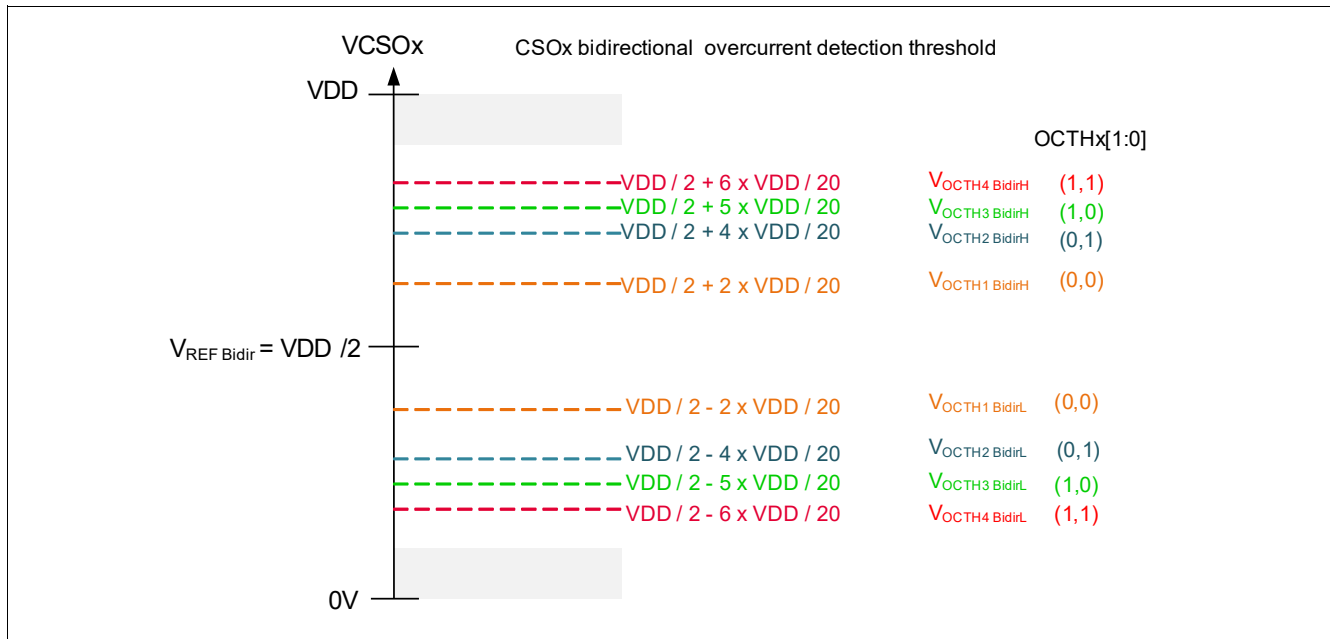 VCSOx CSOx bidirectional overcurrent detection threshold
VDD
OCTHx[1:0]
VDD / 2 + 6 x VDD / 20 VOCTH4 BidirH (1,1)
VDD / 2 + 5 x VDD / 20 VOCTH3 BidirH (1,0)
VDD / 2 + 4 x VDD / 20 VOCTH2 BidirH (0,1)
VDD / 2 + 2 x VDD / 20 VOCTH1 BidirH (0,0)
VREF Bidir = VDD /2
VDD / 2 - 2 x VDD / 20 VOCTH1 BidirL (0,0)
VDD / 2 - 4 x VDD / 20 VOCTH2 BidirL (0,1)
VDD / 2 - 5 x VDD / 20 VOCTH3 BidirL (1,0)
VDD / 2 - 6 x VDD / 20 VOCTH4 BidirL (1,1)
0V